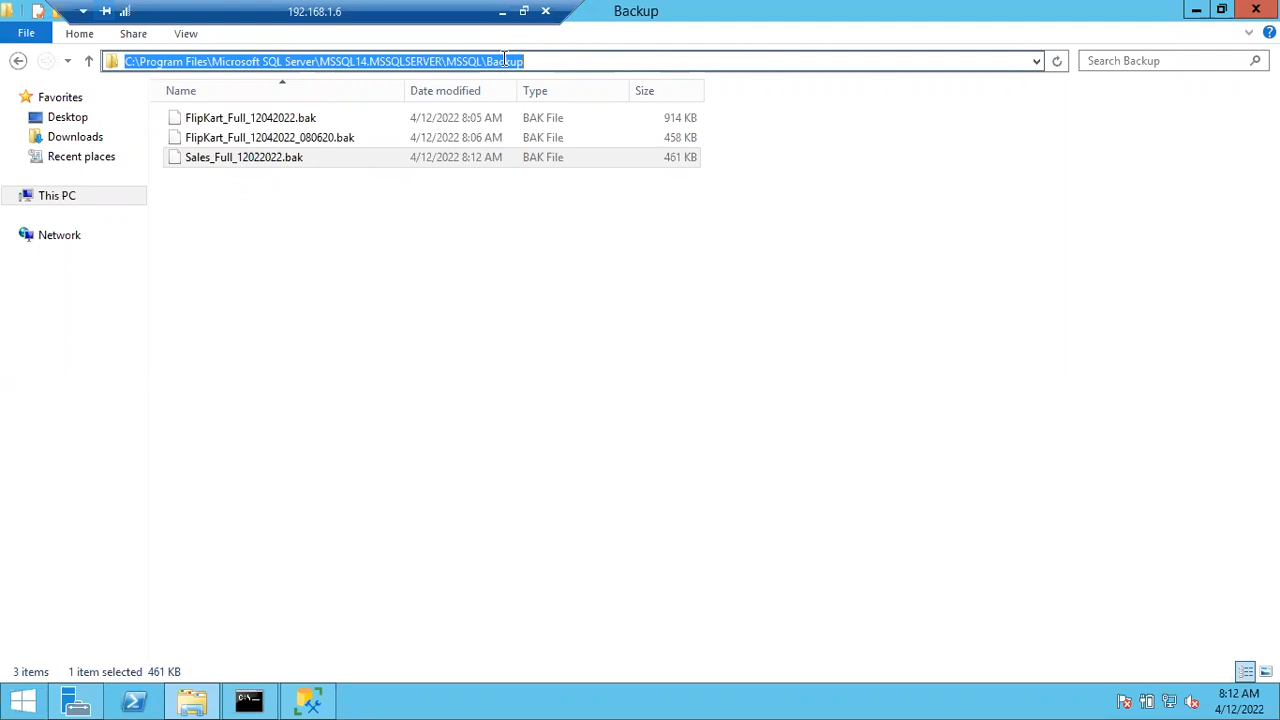 192.168.1.6
Backup
File
Home
Share
View
C:\Program Files\Microsoft SQL Server\MSSQL14.MSSQLSERVER\MSSQL\Backup
Search Backup
Favorites
Desktop
Downloads
Recent places
This PC
Network
Name Date modified Type Size
FlipKart_Full_12042022.bak 4/12/2022 8:05 AM BAK File 914 KB
FlipKart_Full_12042022_080620.bak 4/12/2022 8:06 AM BAK File 458 KB
Sales_Full_12022022.bak 4/12/2022 8:12 AM BAK File 461 KB
3 items 1 item selected 461 KB
8:12 AM
4/12/2022